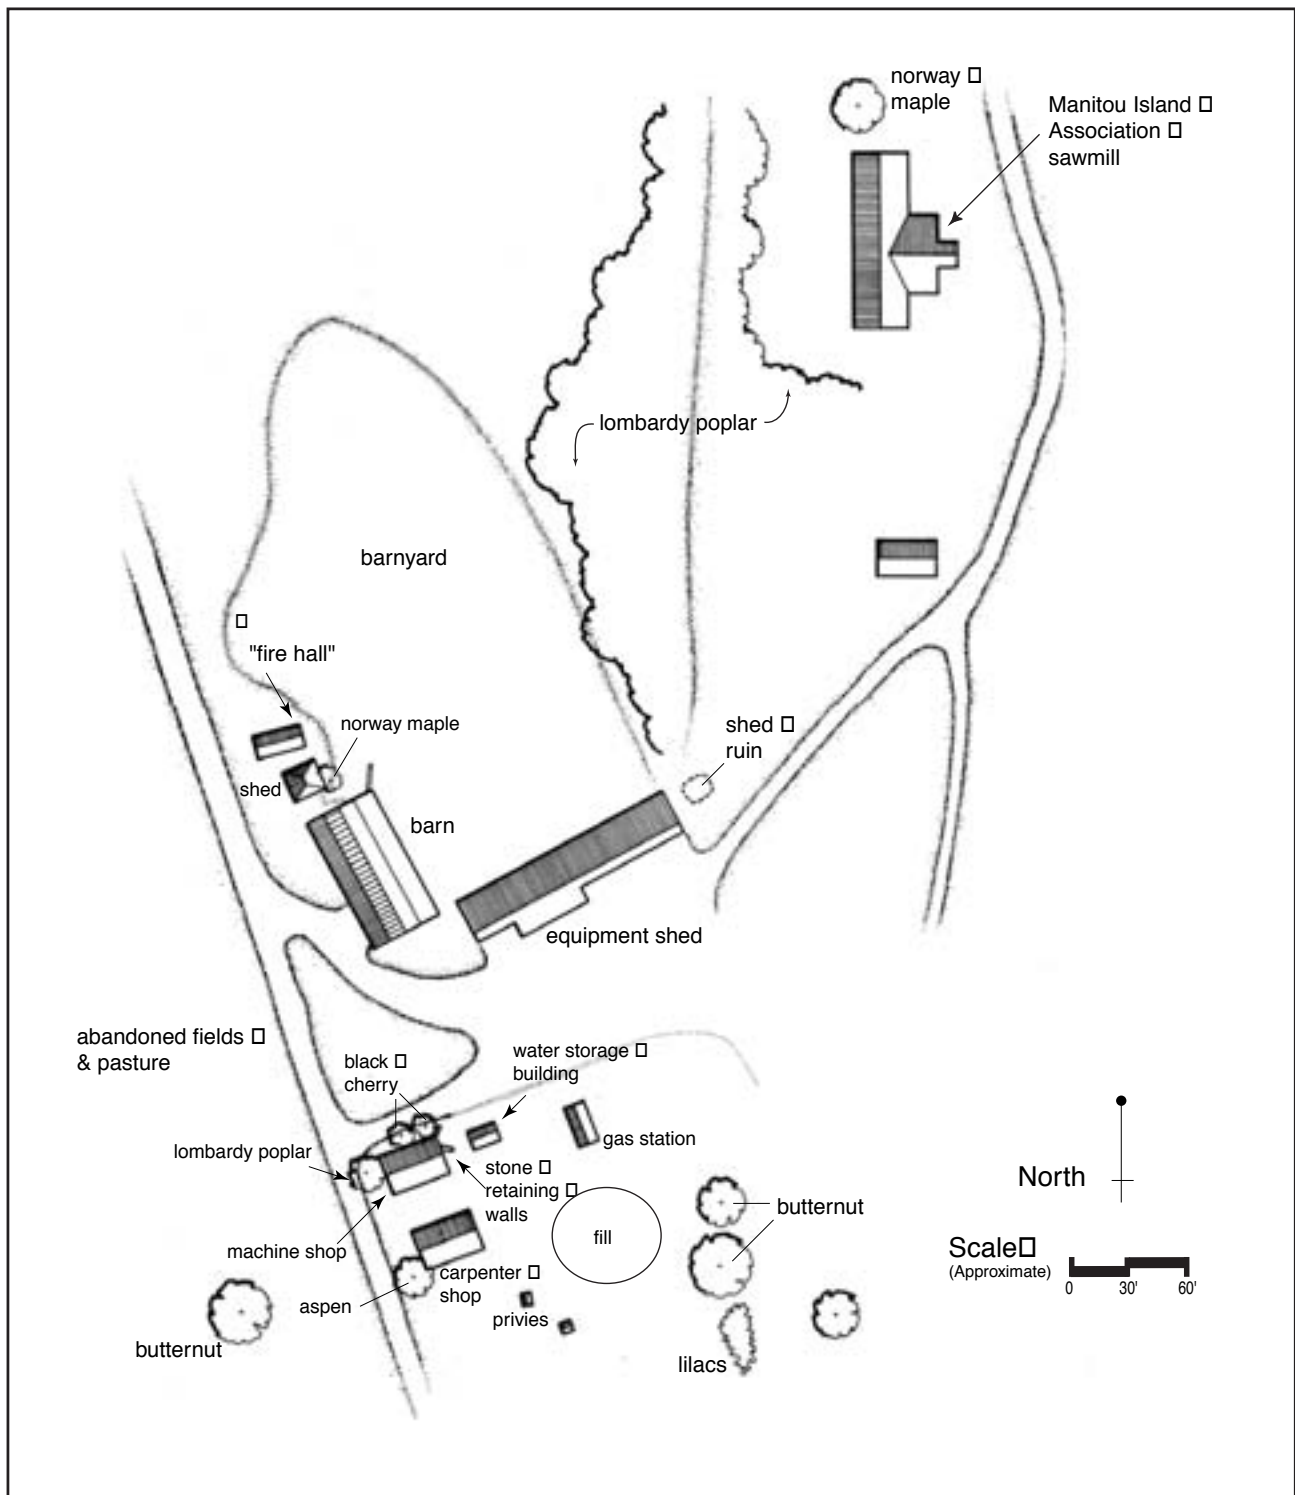 norway □
maple
Manitou Island □
Association □
sawmill
lombardy poplar
barnyard
□
"fire hall"
norway maple
shed □
ruin
shed
barn
equipment shed
abandoned fields □
& pasture
water storage □
building
black □
cherry
gas station
lombardy poplar
stone □
retaining □
walls
North
butternut
fill
machine shop
Scale□
(Approximate)
0 30' 60'
carpenter □
shop
aspen
privies
butternut
lilacs